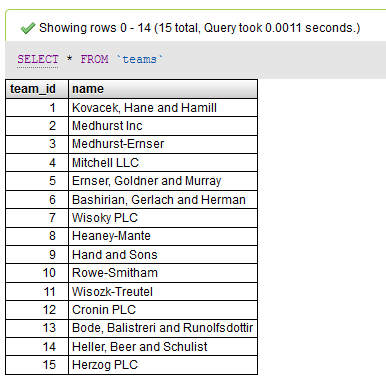 Showing rows 0 - 14 (15 total, Query took 0.0011 seconds.)
SELECT * FROM `teams`
team_id name
1 Kovacek, Hane and Hamill
2 Medhurst Inc
3 Medhurst-Ernser
4 Mitchell LLC
5 Ernser, Goldner and Murray
6 Bashirian, Gerlach and Herman
7 Wisoky PLC
8 Heaney-Mante
9 Hand and Sons
10 Rowe-Smitham
11 Wisozk-Treutel
12 Cronin PLC
13 Bode, Balistreri and Runolfsdottir
14 Heller, Beer and Schulist
15 Herzog PLC